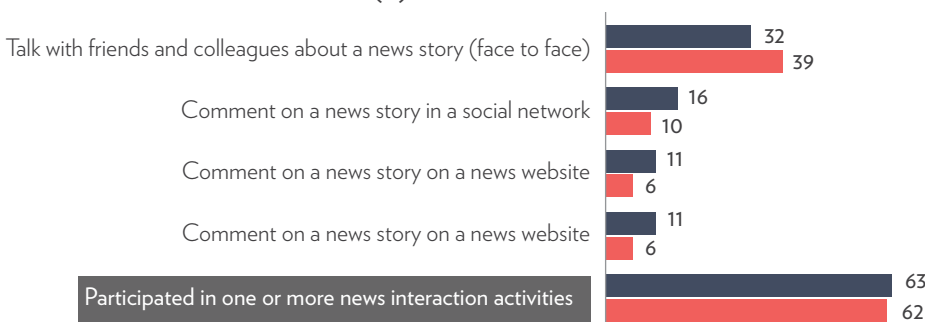 Talk with friends and colleagues about a news story (face to face)
32
39
Comment on a news story in a social network
16
10
Comment on a news story on a news website
11
6
Comment on a news story on a news website
11
6
Participated in one or more news interaction activities
63
62